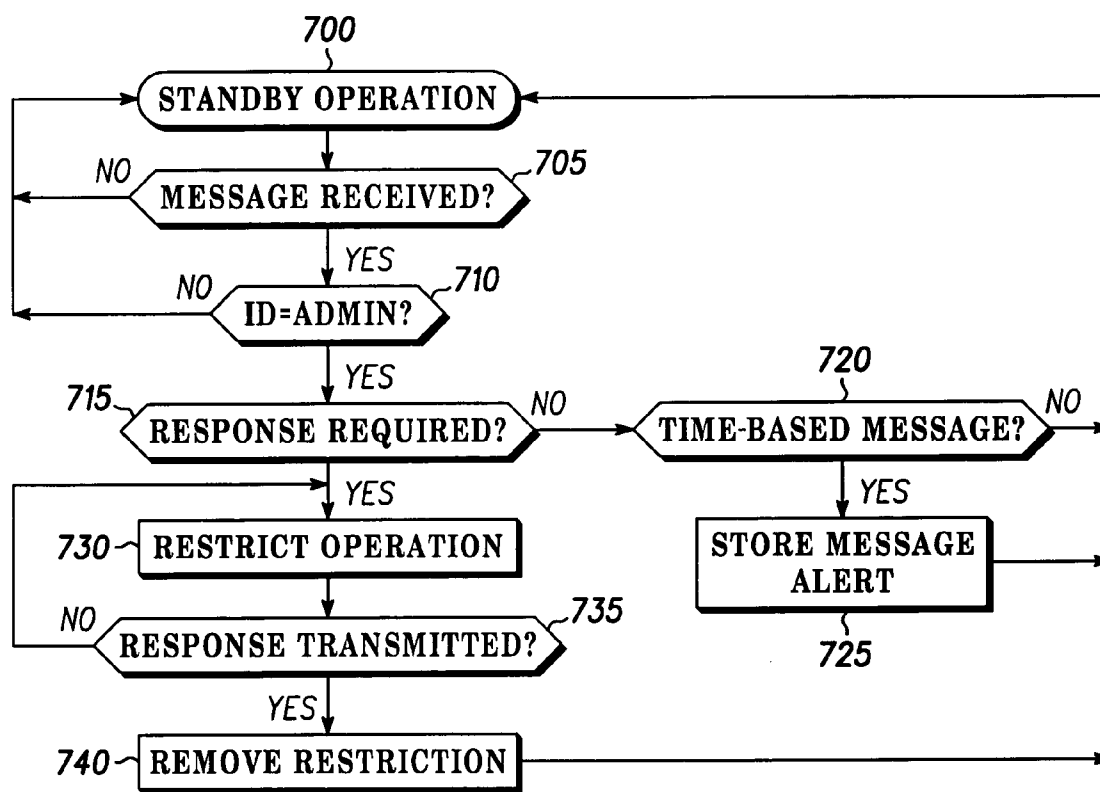 700
STANDBY OPERATION
NO
MESSAGE RECEIVED?
705
YES
NO
ID=ADMIN?
710
YES
715
RESPONSE REQUIRED?
NO
720
TIME-BASED MESSAGE?
NO
YES
YES
730
RESTRICT OPERATION
STORE MESSAGE
ALERT
725
NO
RESPONSE TRANSMITTED?
735
YES
740
REMOVE RESTRICTION